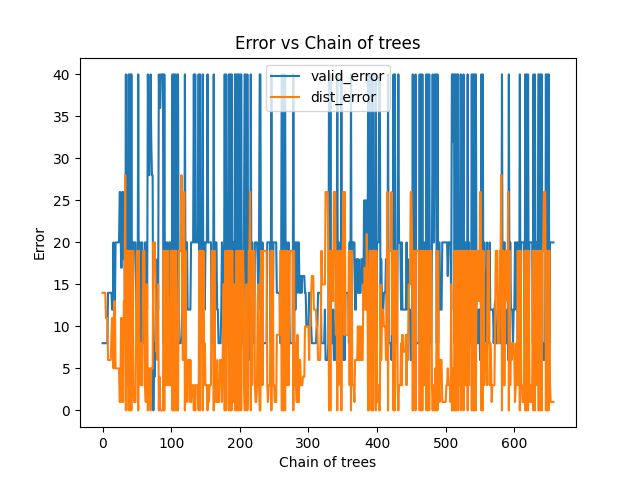 Error vs Chain of trees
valid_error
dist_error
Error
40
35
30
25
20
15
10
5
0
0 100 200 300 400 500 600
Chain of trees